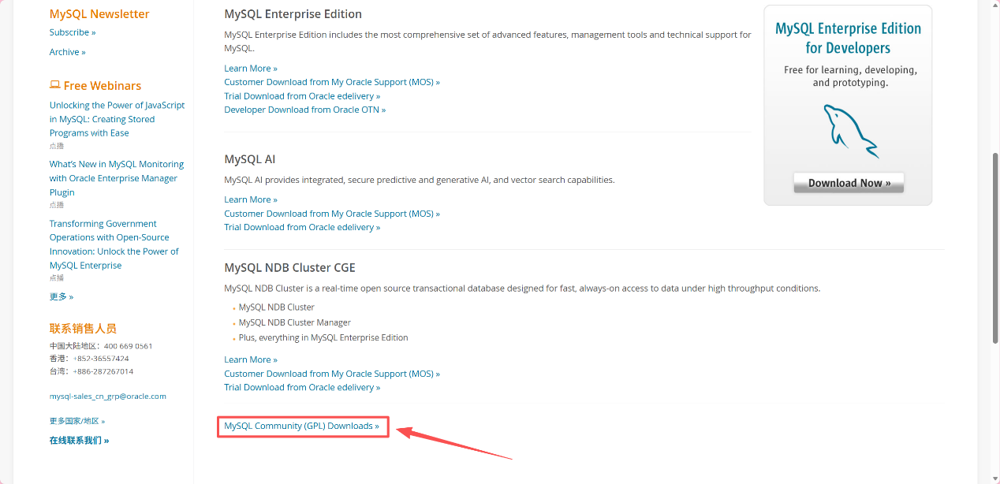 MySQL Newsletter
Subscribe »
Archive »
Free Webinars
Unlocking the Power of JavaScript
in MySQL: Creating Stored
Programs with Ease
点播
What's New in MySQL Monitoring
with Oracle Enterprise Manager
Plugin
点播
Transforming Government
Operations with Open-Source
Innovation: Unlock the Power of
MySQL Enterprise
点播
更多 »
联系销售人员
中国大陆地区：400 669 0561
香港：+852-36557424
台湾：+886-287267014
mysql-sales_cn_grp@oracle.com
更多国家/地区 »
在线联系我们 »
MySQL Enterprise Edition
MySQL Enterprise Edition includes the most comprehensive set of advanced features, management tools and technical support for
MySQL.
Learn More »
Customer Download from My Oracle Support (MOS) »
Trial Download from Oracle edelivery »
Developer Download from Oracle OTN »
MySQL AI
MySQL AI provides integrated, secure predictive and generative AI, and vector search capabilities.
Learn More »
Customer Download from My Oracle Support (MOS) »
Trial Download from Oracle edelivery »
MySQL NDB Cluster CGE
MySQL NDB Cluster is a real-time open source transactional database designed for fast, always-on access to data under high throughput conditions.
MySQL NDB Cluster
MySQL NDB Cluster Manager
Plus, everything in MySQL Enterprise Edition
Learn More »
Customer Download from My Oracle Support (MOS) »
Trial Download from Oracle edelivery »
MySQL Community (GPL) Downloads »
MySQL Enterprise Edition
for Developers
Free for learning, developing,
and prototyping.
Download Now »